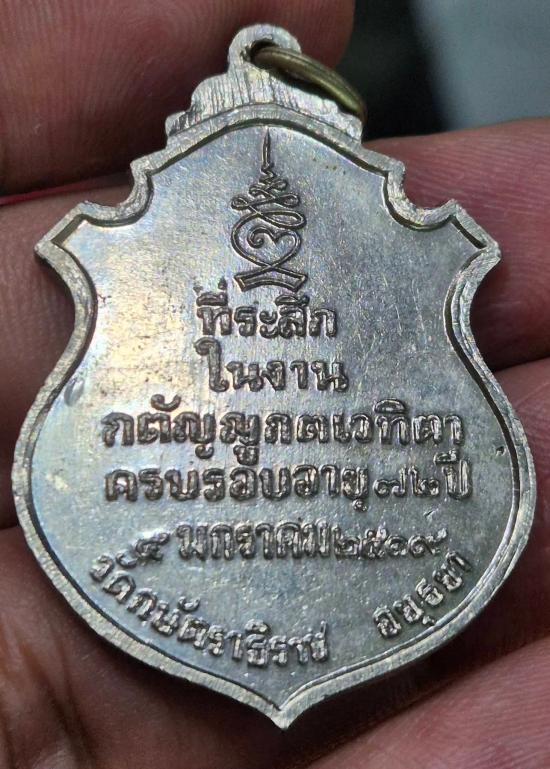 ที่ระลึก
ในงาน
กตัญญูกตเวทิตา
ครบรอบอายุ๗๒ปี
๔ มกราคม๒๕๑๙
วัดกษัตราธิราช อยุธยา